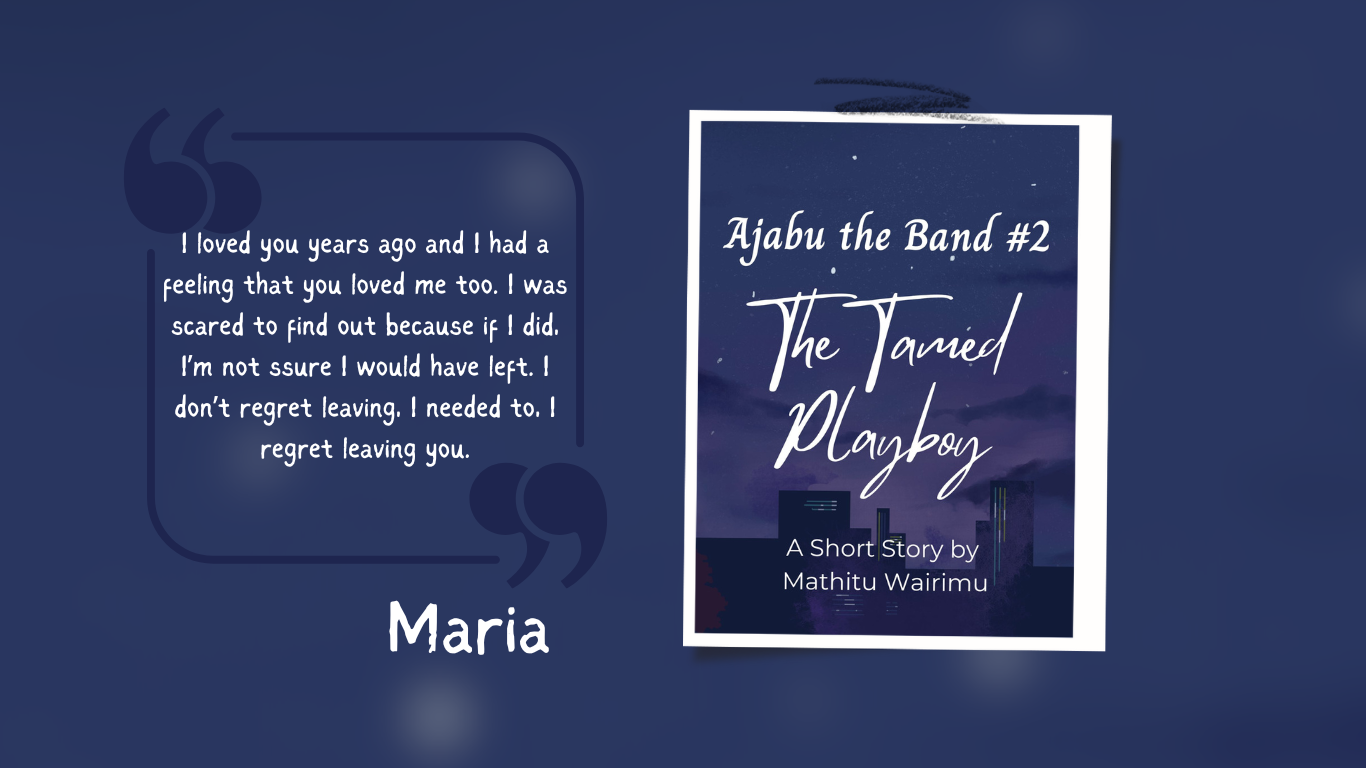 I loved you years ago and I had a
feeling that you loved me too. I was
scared to find out because if I did,
I'm not ssure I would have left. I
don't regret leaving, I needed to. I
regret leaving you.
Maria
Ajabu the Band #2
The Tamed
Playboy
A Short Story by
Mathitu Wairimu